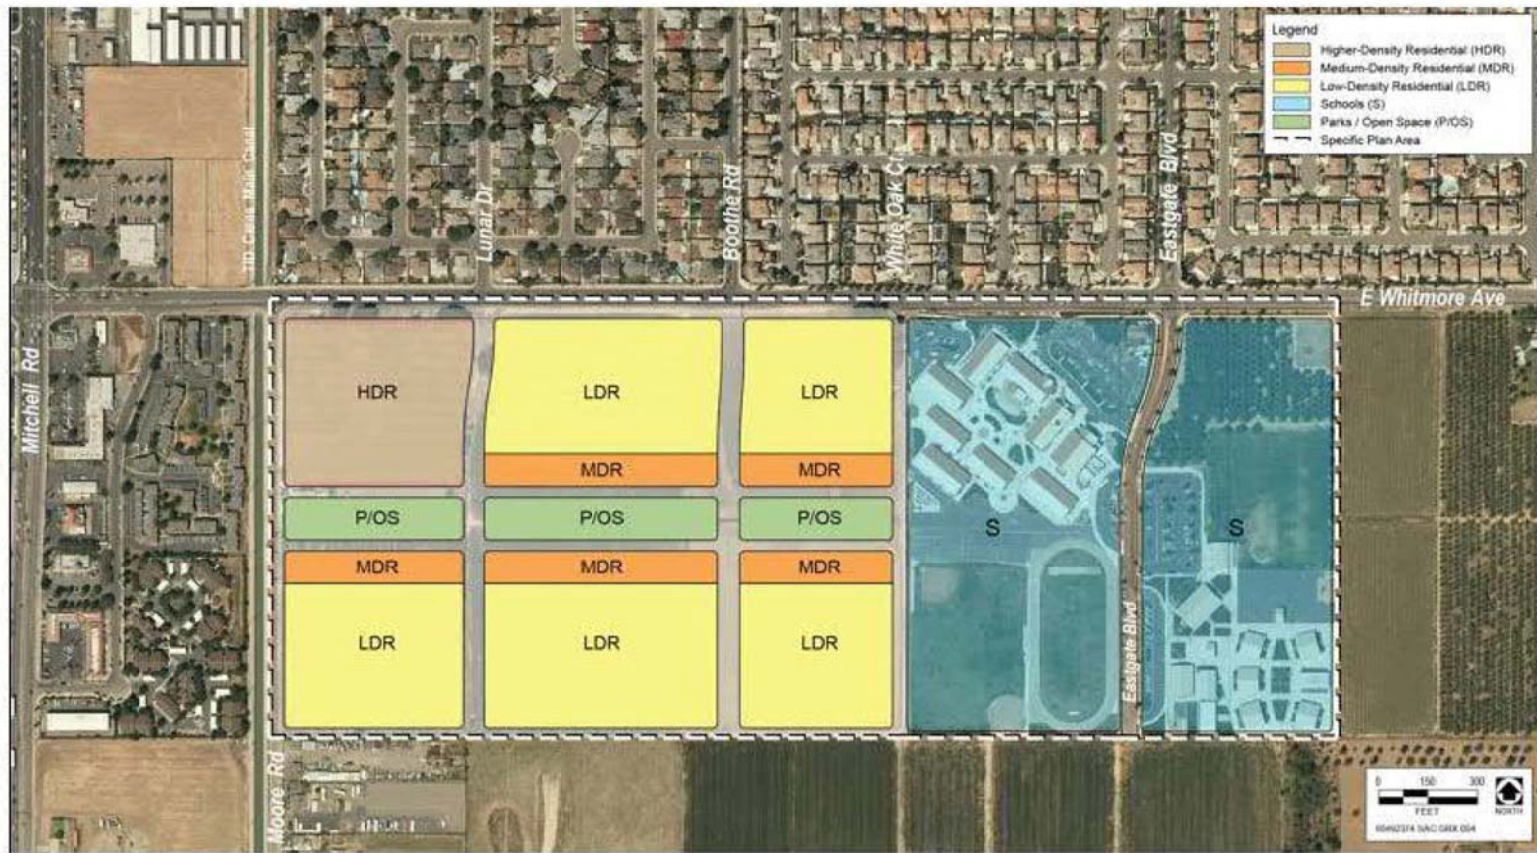 Legend
Higher-Density Residential (HDR)
Medium-Density Residential (MDR)
Low-Density Residential (LDR)
Schools (S)
Parks / Open Space (P/OS)
Specific Plan Area
Lunar Dr
Boothe Rd
White Oak
Eastgate Blvd
E Whitmore Ave
Mitchell Rd
HDR
LDR
LDR
MDR
MDR
P/OS
P/OS
P/OS
S
S
MDR
MDR
MDR
LDR
LDR
LDR
Eastgate Blvd
Moore Rd
0 150 300
FEET
NORTH